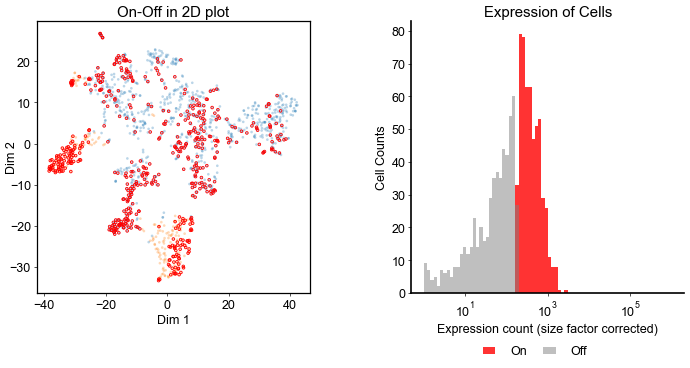 On-Off in 2D plot
Dim 2
20
10
0
−10
−20
−30
−40 −20 0 20 40
Dim 1
Expression of Cells
Cell Counts
80
70
60
50
40
30
20
10
0
10^1 10^3 10^5
Expression count (size factor corrected)
On Off